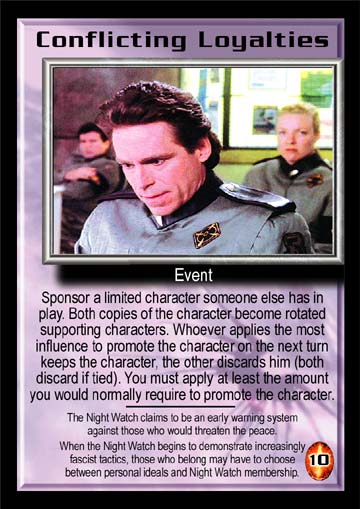 Conflicting Loyalties
Event
Sponsor a limited character someone else has in
play. Both copies of the character become rotated
supporting characters. Whoever applies the most
influence to promote the character on the next turn
keeps the character, the other discards him (both
discard if tied). You must apply at least the amount
you would normally require to promote the character.
The Night Watch claims to be an early warning system
against those who would threaten the peace.
When the Night Watch begins to demonstrate increasingly
fascist tactics, those who belong may have to choose
between personal ideals and Night Watch membership.
10